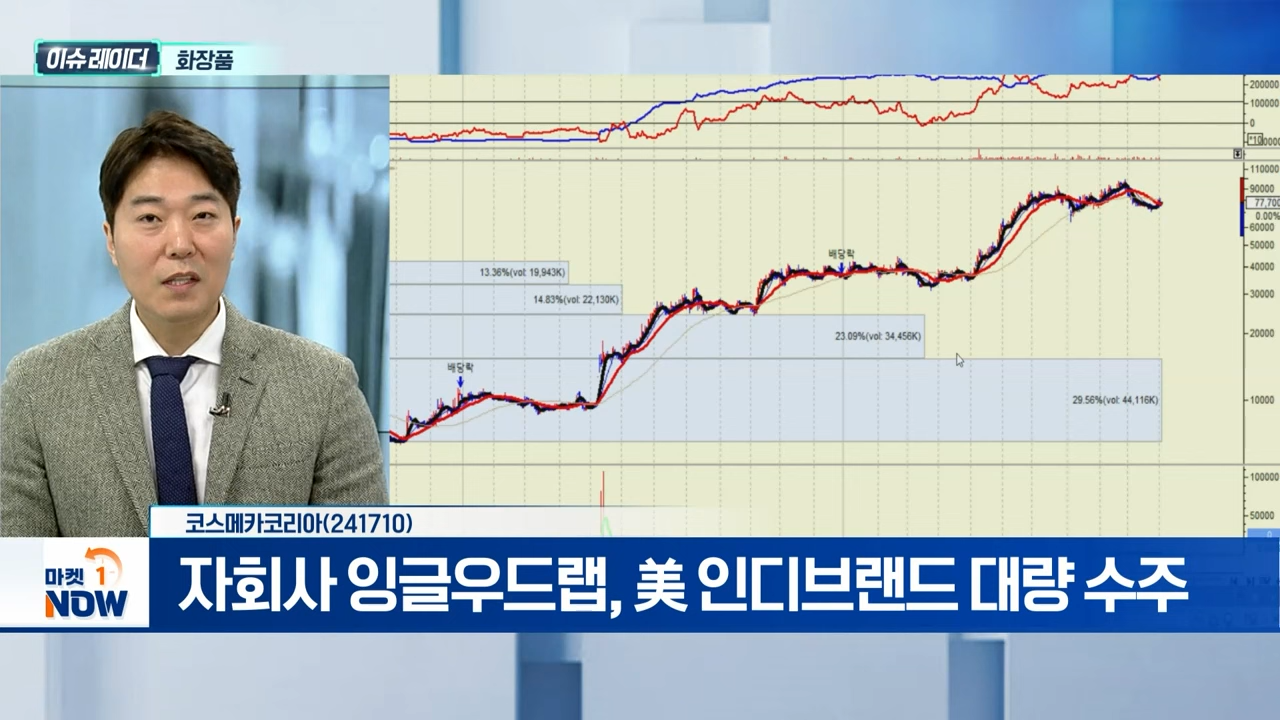 이슈 레이더 화장품
200000
100000
0
110000
90000
77,700
0.00%
60000
50000
40000
30000
20000
10000
100000
50000
0
배당락
13.36%(vol: 19,943K)
14.83%(vol: 22,130K)
23.09%(vol: 34,456K)
배당락
29.56%(vol: 44,116K)
코스메카코리아(241710)
마켓 1
NOW
자회사 잉글우드랩, 美 인디브랜드 대량 수주